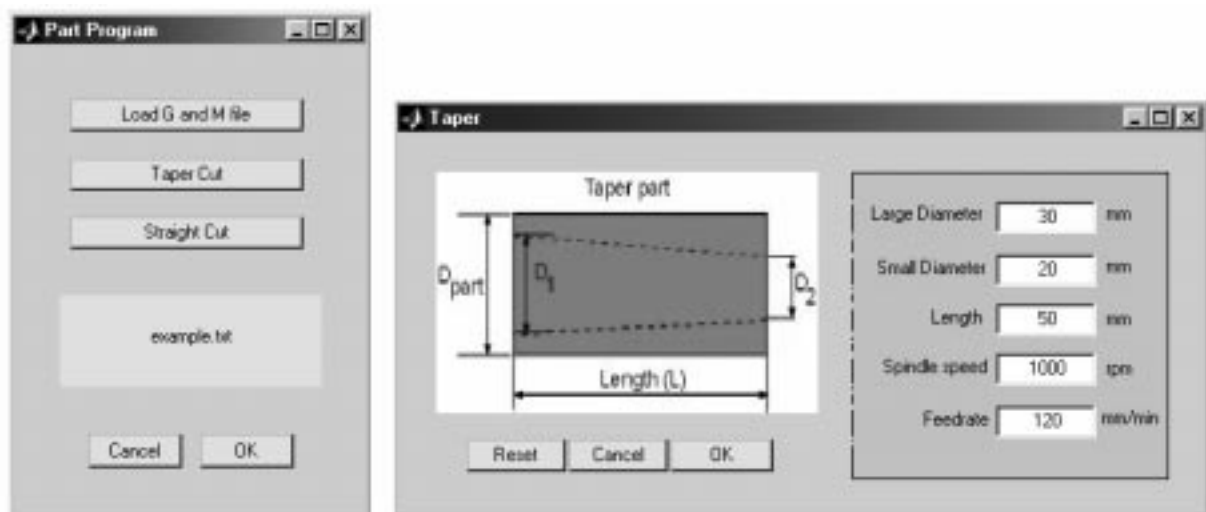 Part Program
Load G and M file
Taper Cut
Straight Cut
example.txt
Cancel OK
Taper
Taper part
D1
Dpart
D2
Length (L)
Reset Cancel OK
Large Diameter 30 mm
Small Diameter 20 mm
Length 50 mm
Spindle speed 1000 rpm
Feedrate 120 mm/min